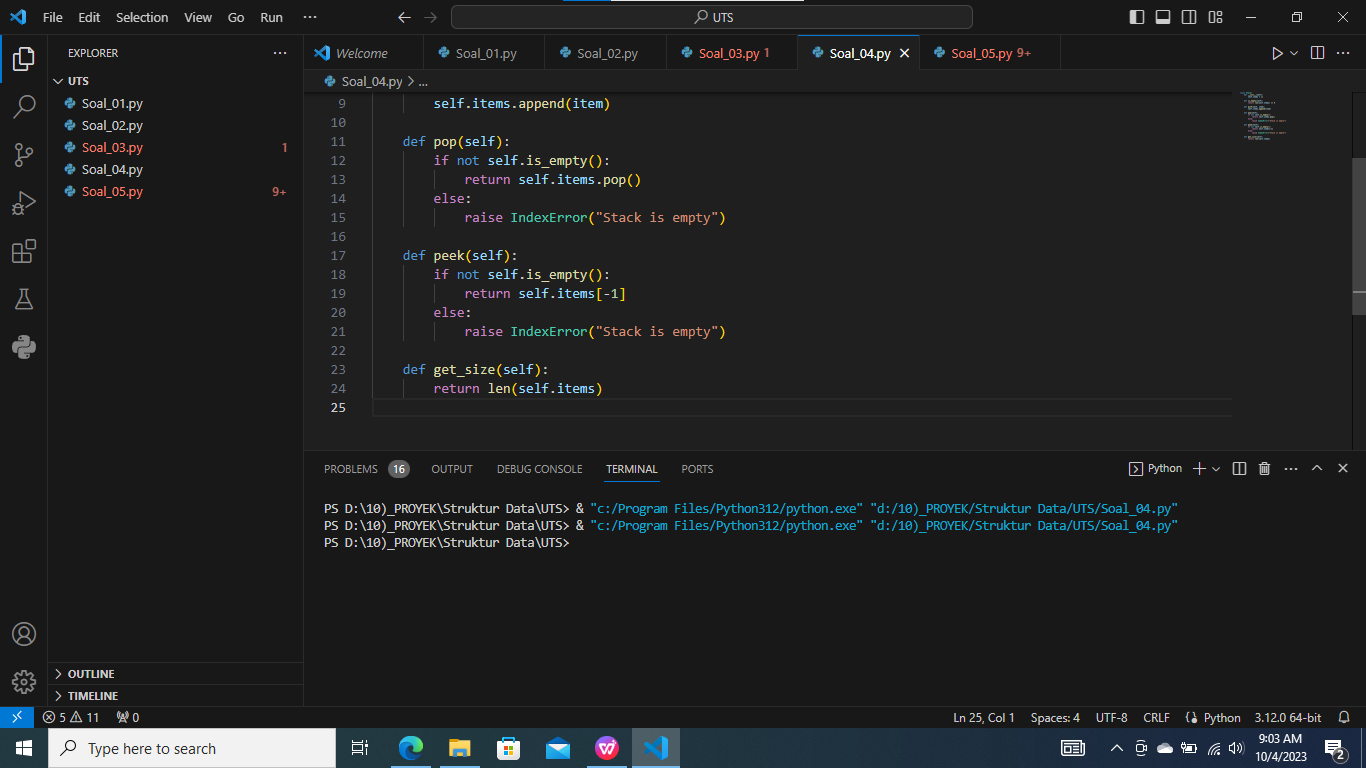 File Edit Selection View Go Run ··· UTS
EXPLORER ···
UTS
Soal_01.py
Soal_02.py
Soal_03.py 1
Soal_04.py
Soal_05.py 9+
OUTLINE
TIMELINE
Welcome Soal_01.py Soal_02.py Soal_03.py 1 Soal_04.py Soal_05.py 9+
Soal_04.py > ...
9 self.items.append(item)
10
11 def pop(self):
12 if not self.is_empty():
13 return self.items.pop()
14 else:
15 raise IndexError("Stack is empty")
16
17 def peek(self):
18 if not self.is_empty():
19 return self.items[-1]
20 else:
21 raise IndexError("Stack is empty")
22
23 def get_size(self):
24 return len(self.items)
25
PROBLEMS 16 OUTPUT DEBUG CONSOLE TERMINAL PORTS Python
PS D:\10)_PROYEK\Struktur Data\UTS> & "c:/Program Files/Python312/python.exe" "d:/10)_PROYEK/Struktur Data/UTS/Soal_04.py"
PS D:\10)_PROYEK\Struktur Data\UTS> & "c:/Program Files/Python312/python.exe" "d:/10)_PROYEK/Struktur Data/UTS/Soal_04.py"
PS D:\10)_PROYEK\Struktur Data\UTS>
5 11 0 Ln 25, Col 1 Spaces: 4 UTF-8 CRLF Python 3.12.0 64-bit
Type here to search
9:03 AM
10/4/2023
2